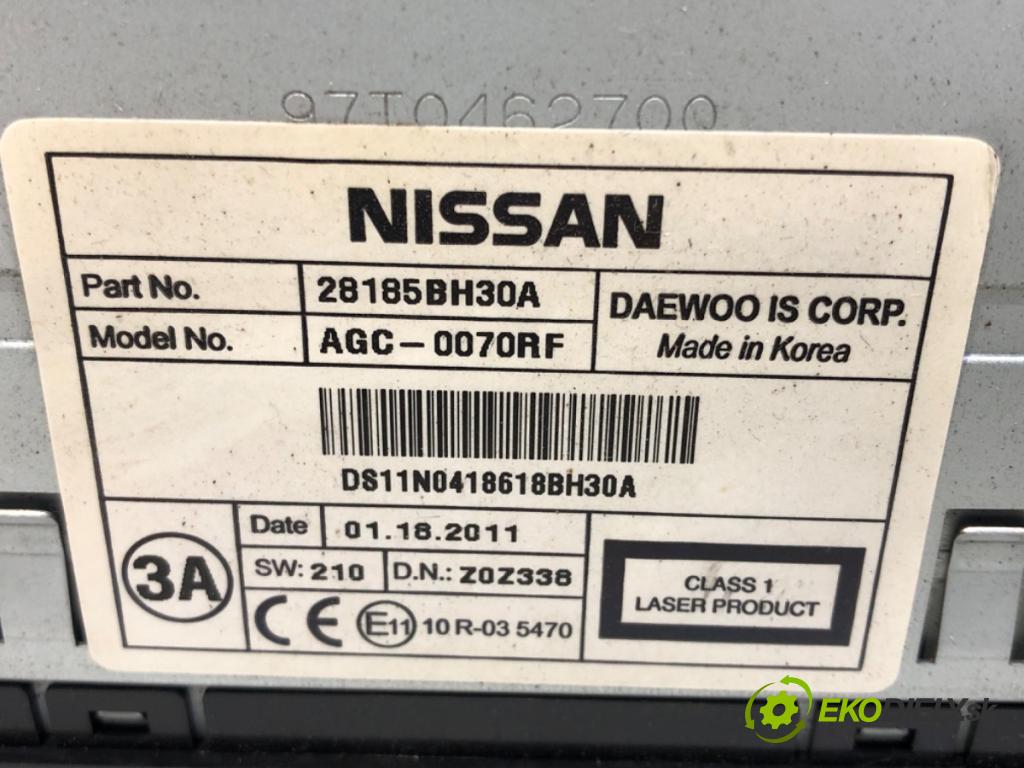 97T0462700
NISSAN
Part No. 28185BH30A
Model No. AGC-0070RF
DAEWOO IS CORP.
Made in Korea
DS11N0418618BH30A
3A
Date 01.18.2011
SW: 210 D.N.: Z0Z338
CE E11 10 R-03 5470
CLASS 1
LASER PRODUCT
EKODIELY.sk